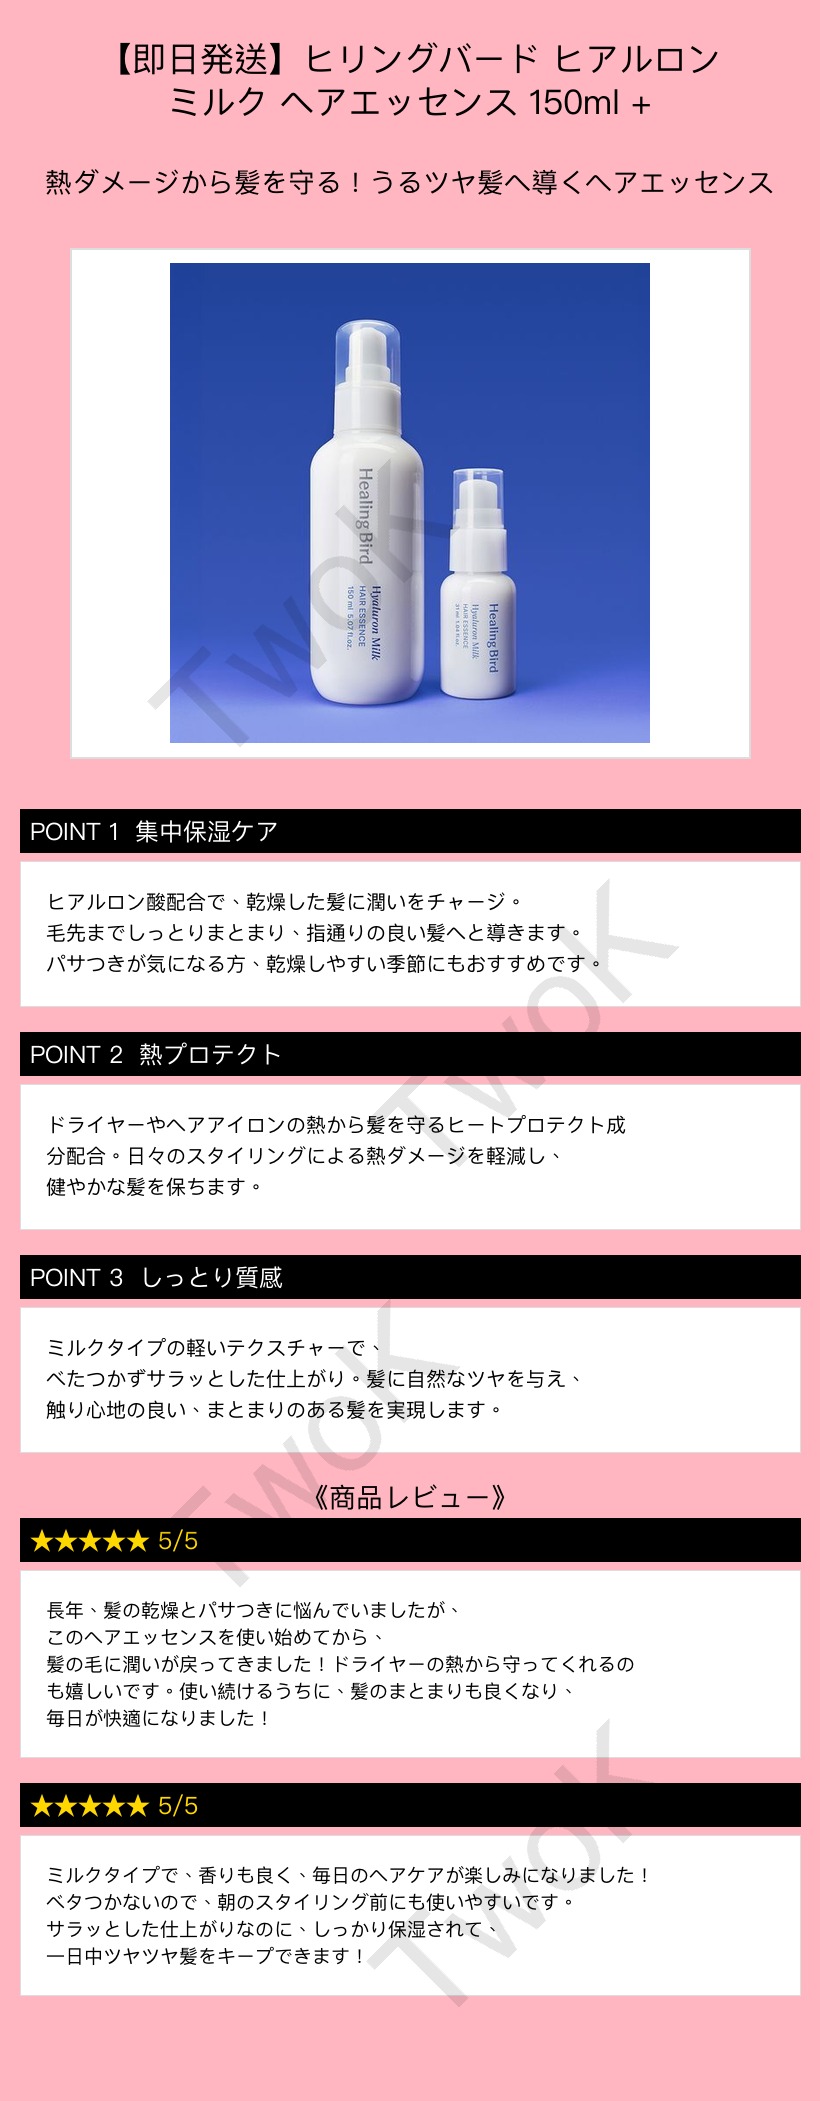 【即日発送】ヒリングバード ヒアルロン
ミルク ヘアエッセンス 150ml +
熱ダメージから髪を守る！うるツヤ髪へ導くヘアエッセンス
Healing Bird
Hyaluron Milk
HAIR ESSENCE
150 ml 5.07 fl.oz.
Healing Bird
Hyaluron Milk
HAIR ESSENCE
31 ml 1.04 fl.oz.
TwoK
POINT 1 集中保湿ケア
ヒアルロン酸配合で、乾燥した髪に潤いをチャージ。
毛先までしっとりまとまり、指通りの良い髪へと導きます。
パサつきが気になる方、乾燥しやすい季節にもおすすめです。
TwoK
POINT 2 熱プロテクト
ドライヤーやヘアアイロンの熱から髪を守るヒートプロテクト成
分配合。日々のスタイリングによる熱ダメージを軽減し、
健やかな髪を保ちます。
POINT 3 しっとり質感
ミルクタイプの軽いテクスチャーで、
べたつかずサラッとした仕上がり。髪に自然なツヤを与え、
触り心地の良い、まとまりのある髪を実現します。
TwoK
《商品レビュー》
★★★★★ 5/5
長年、髪の乾燥とパサつきに悩んでいましたが、
このヘアエッセンスを使い始めてから、
髪の毛に潤いが戻ってきました！ドライヤーの熱から守ってくれるの
も嬉しいです。使い続けるうちに、髪のまとまりも良くなり、
毎日が快適になりました！
★★★★★ 5/5
ミルクタイプで、香りも良く、毎日のヘアケアが楽しみになりました！
ベタつかないので、朝のスタイリング前にも使いやすいです。
サラッとした仕上がりなのに、しっかり保湿されて、
一日中ツヤツヤ髪をキープできます！
TwoK